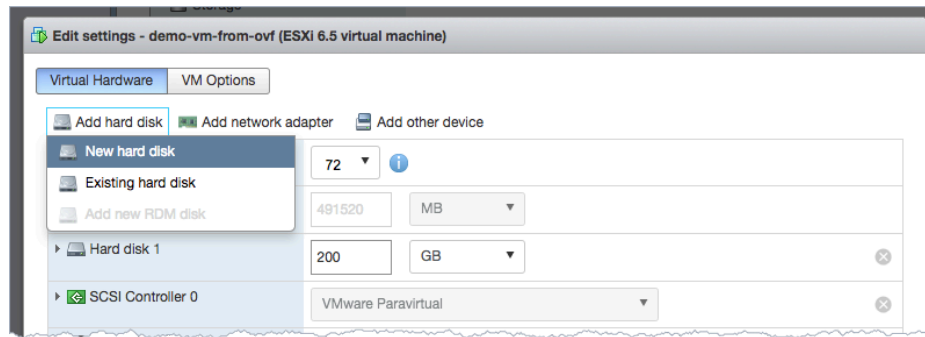 Storage
Edit settings - demo-vm-from-ovf (ESXi 6.5 virtual machine)
Virtual Hardware VM Options
Add hard disk Add network adapter Add other device
New hard disk
72
Existing hard disk
Add new RDM disk
491520 MB
Hard disk 1 200 GB
SCSI Controller 0 VMware Paravirtual